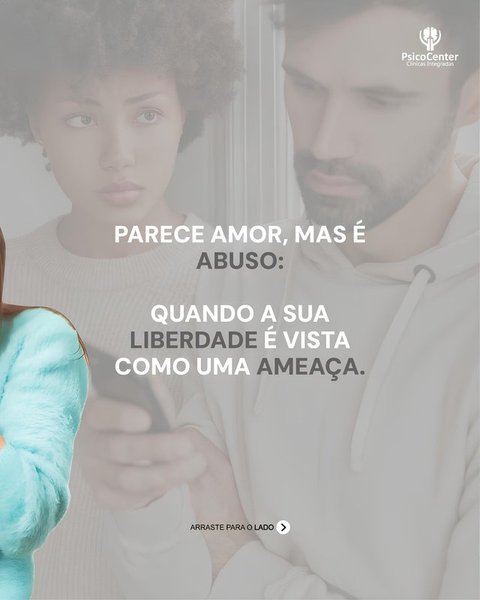 PsicoCenter
Clínicas Integradas
PARECE AMOR, MAS É
ABUSO:
QUANDO A SUA
LIBERDADE É VISTA
COMO UMA AMEAÇA.
ARRASTE PARA O LADO